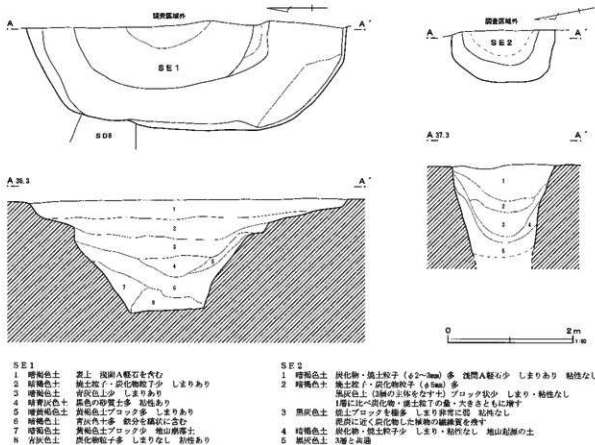 調査区域外
A
A′
SE1
SD8
調査区域外
A
A′
SE2
A 36.3
A′
1
2
3
4
5
6
7
8
A 37.3
A′
1
2
3
4
5
0
2m
1:60
SE1
1 暗褐色土 表土 浅間A軽石を含む
2 暗褐色土 焼土粒子・炭化物粒子少 しまりあり
3 暗褐色土 青灰色土少 しまりあり
4 暗青灰色土 黒色の砂質土多 粘性あり
5 暗黄褐色土 黄褐色土ブロック多 しまりあり
6 暗褐色土 青灰色土多 鉄分を縞状に含む
7 暗褐色土 黄褐色土ブロック少 地山崩落土
8 青灰色土 炭化物粒子多 しまりなし 粘性あり
SE2
1 暗褐色土 炭化物・焼土粒子(φ2~3mm)多 浅間A少 しまりあり 粘性なし
2 暗褐色土 焼土粒子・炭化物粒子(φ5mm)多
黒灰色土(3層の主体をなす土)ブロック状少 しまり・粘性なし
1層に比べ炭化物・焼土粒子の量・大きさともに増す
3 黒灰色土 焼土ブロックを極多 しまり非常に弱 粘性なし
泥炭に近く炭化物した植物の繊維質を残す
4 暗褐色土 炭化物・焼土粒子少 しまり・粘性なし 地山起源の土
5 黒灰色土 3層と共通